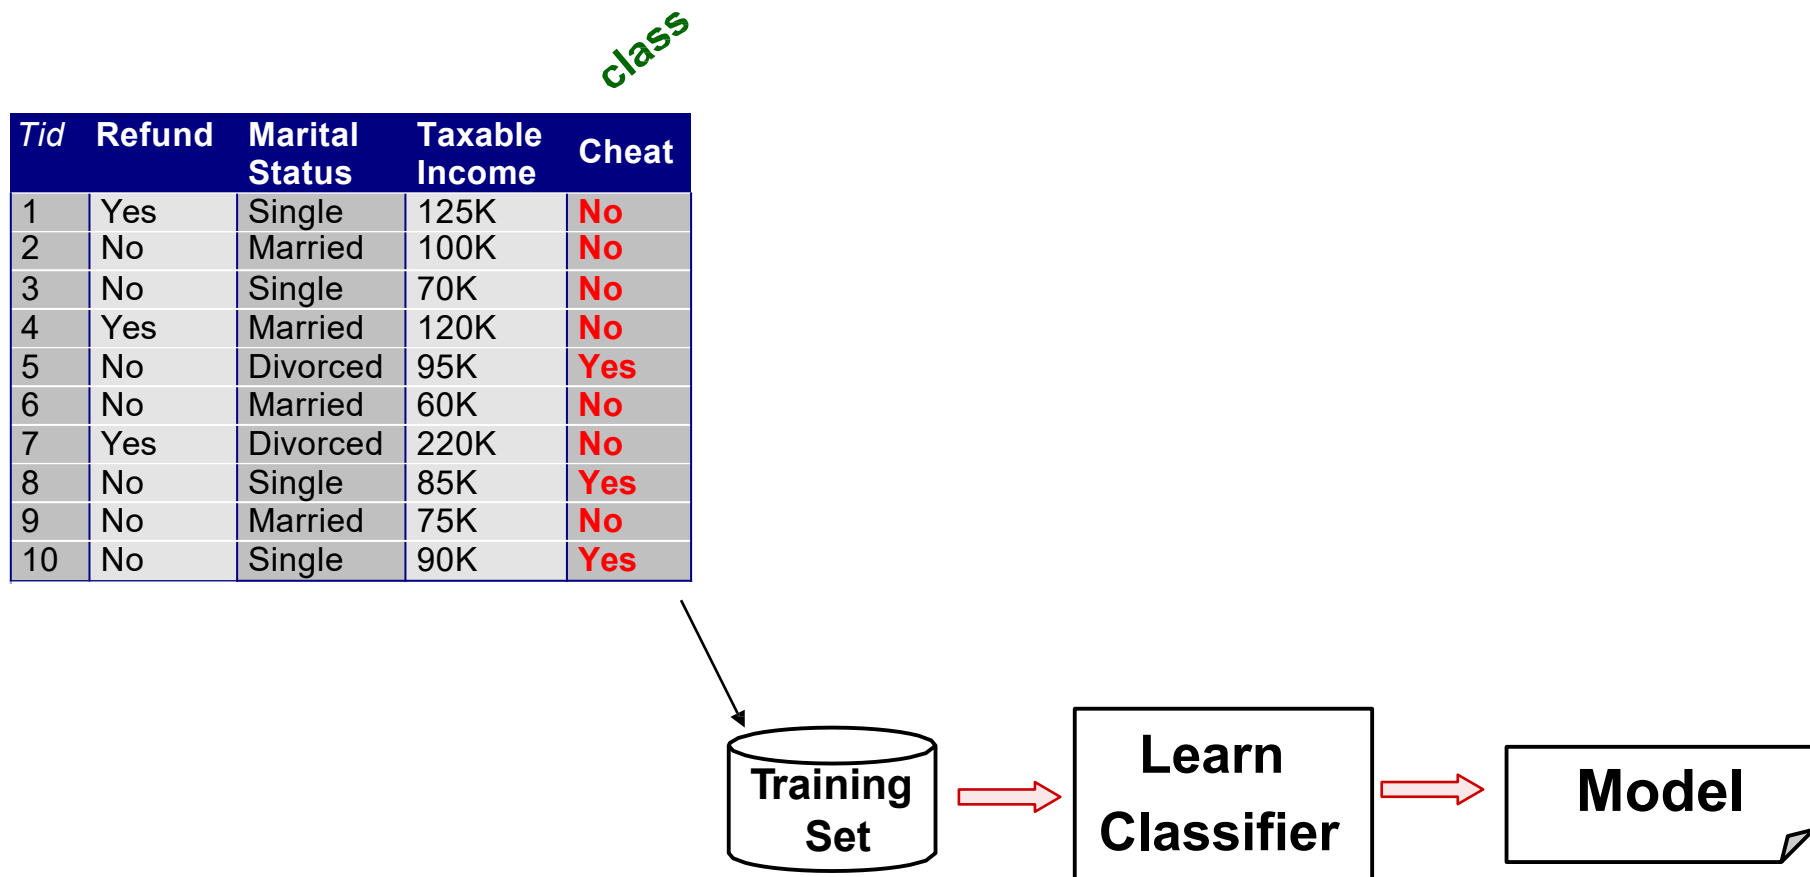 class
Tid Refund Marital Status Taxable Income Cheat
1 Yes Single 125K No
2 No Married 100K No
3 No Single 70K No
4 Yes Married 120K No
5 No Divorced 95K Yes
6 No Married 60K No
7 Yes Divorced 220K No
8 No Single 85K Yes
9 No Married 75K No
10 No Single 90K Yes
Training
Set
Learn
Classifier
Model